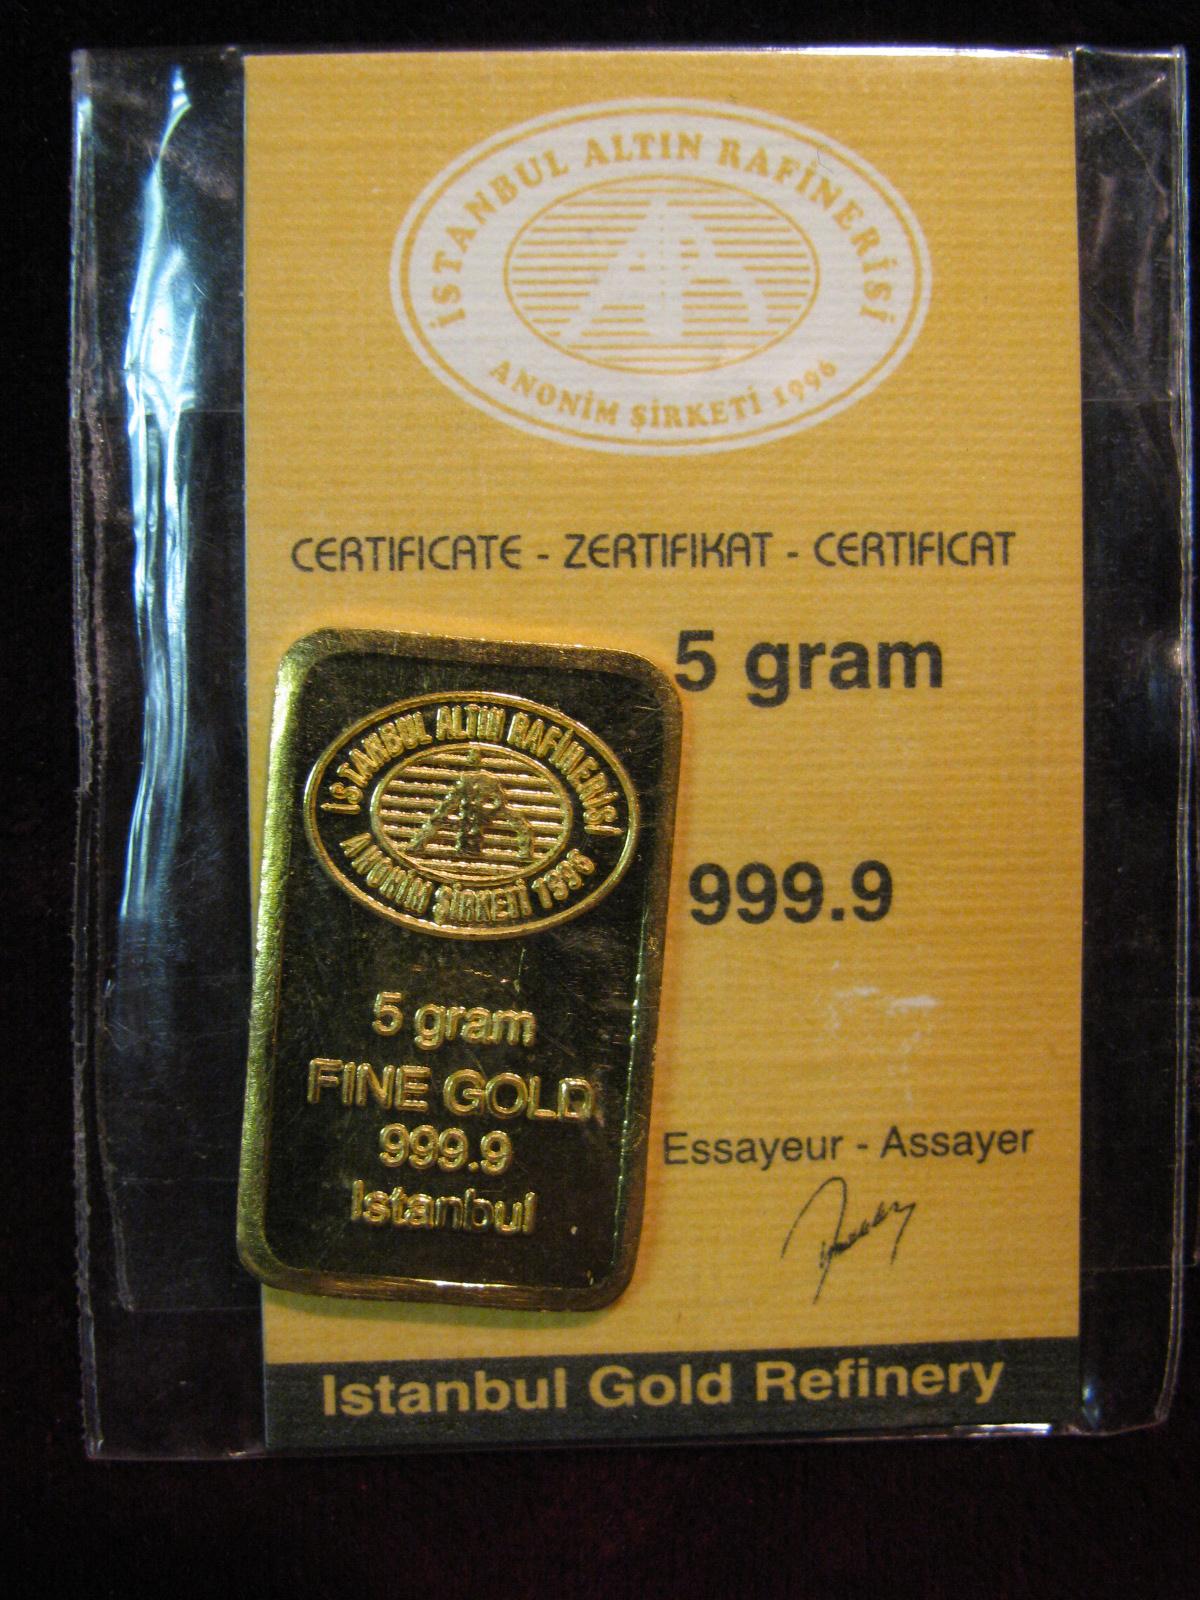 İSTANBUL ALTIN RAFİNERİSİ
ANONİM ŞİRKETİ 1996
CERTIFICATE - ZERTIFIKAT - CERTIFICAT
5 gram
999.9
İSTANBUL ALTIN RAFİNERİSİ
ANONİM ŞİRKETİ 1996
5 gram
FINE GOLD
999.9
Istanbul
Essayeur - Assayer
Istanbul Gold Refinery